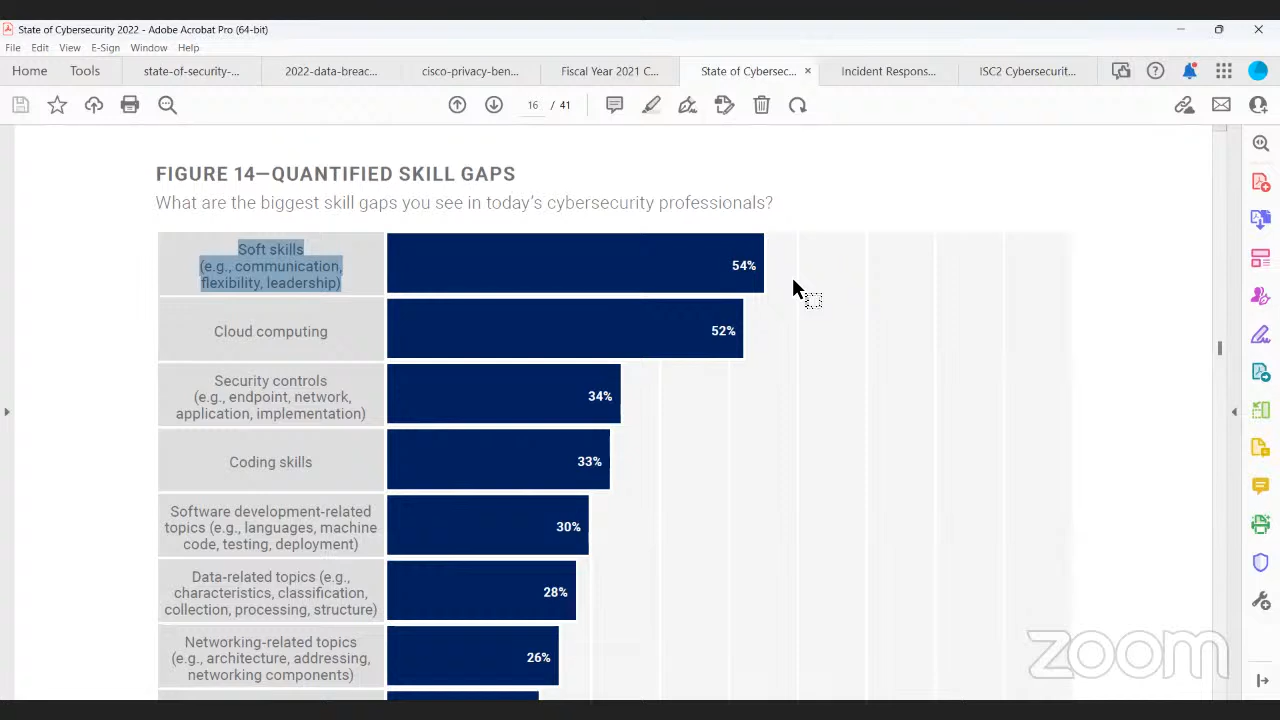 State of Cybersecurity 2022 - Adobe Acrobat Pro (64-bit)
File Edit View E-Sign Window Help
Home Tools state-of-security-... 2022-data-breac... cisco-privacy-ben... Fiscal Year 2021 C... State of Cybersec... × Incident Respons... ISC2 Cybersecurit...
16 / 41
FIGURE 14—QUANTIFIED SKILL GAPS
What are the biggest skill gaps you see in today's cybersecurity professionals?
Soft skills
(e.g., communication,
flexibility, leadership)
54%
Cloud computing
52%
Security controls
(e.g., endpoint, network,
application, implementation)
34%
Coding skills
33%
Software development-related
topics (e.g., languages, machine
code, testing, deployment)
30%
Data-related topics (e.g.,
characteristics, classification,
collection, processing, structure)
28%
Networking-related topics
(e.g., architecture, addressing,
networking components)
26%
zoom